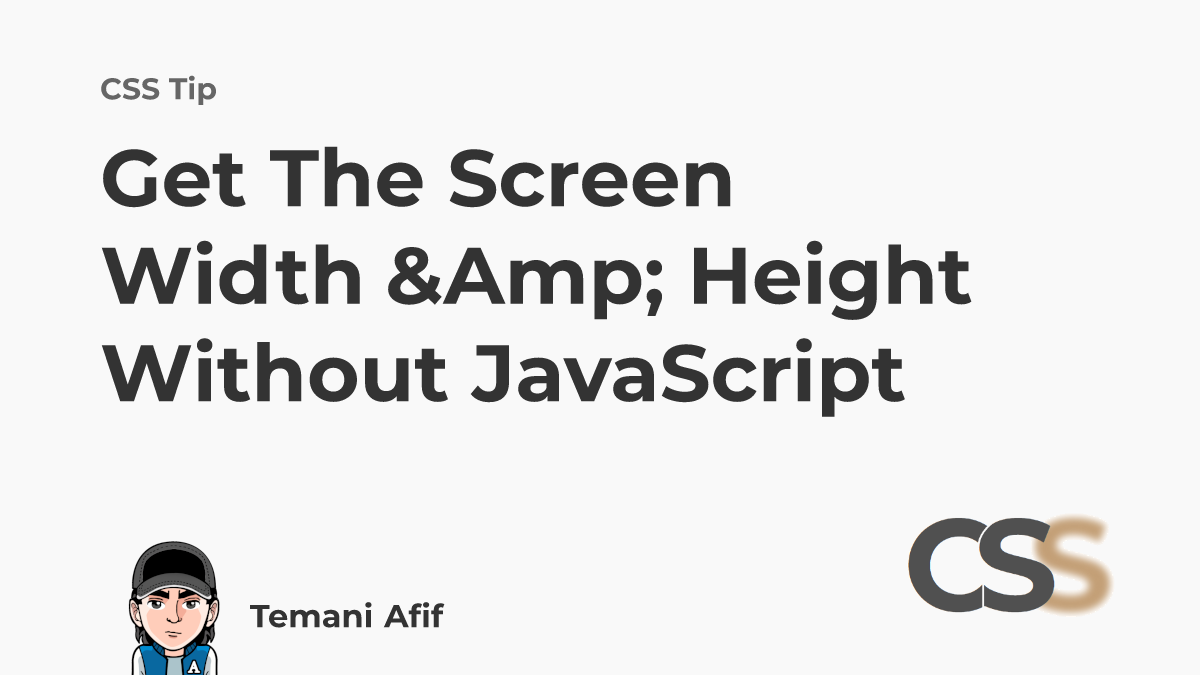 CSS Tip
Get The Screen
Width &Amp; Height
Without JavaScript
Temani Afif
CSS
A